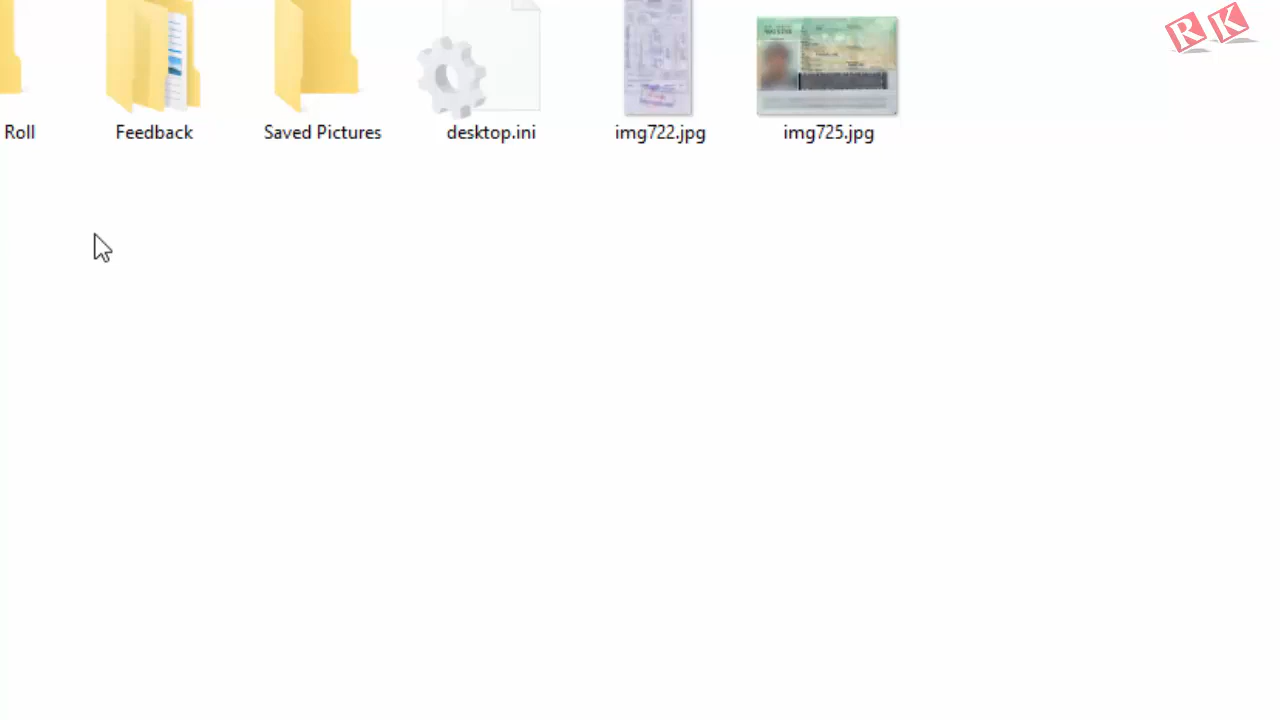 RK
Roll
Feedback
Saved Pictures
desktop.ini
img722.jpg
img725.jpg